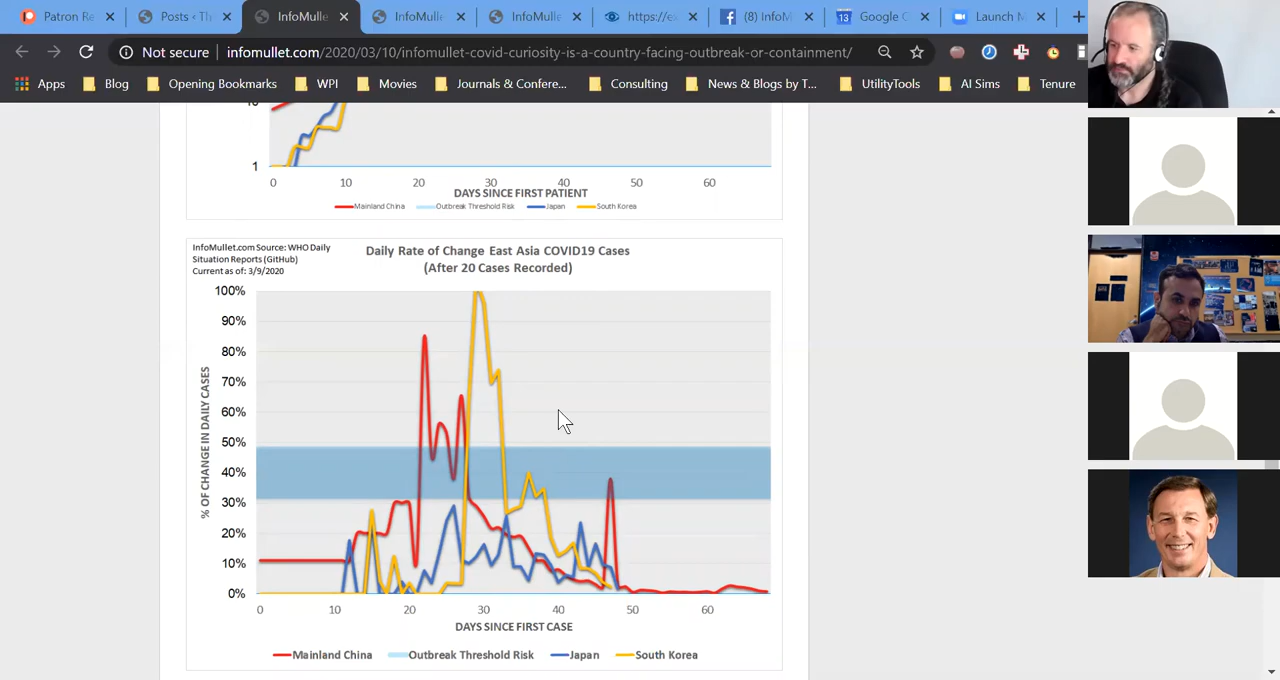 Patron Re
Posts ‹ Th
InfoMulle
InfoMulle
InfoMulle
https://e
(8) InfoM
Google C
Launch M
Not secure
infomullet.com/2020/03/10/infomullet-covid-curiosity-is-a-country-facing-outbreak-or-containment/
Apps
Blog
Opening Bookmarks
WPI
Movies
Journals & Confere...
Consulting
News & Blogs by T...
UtilityTools
AI Sims
Tenure
10
1
0 10 20 30 40 50 60
DAYS SINCE FIRST PATIENT
Mainland China Outbreak Threshold Risk Japan South Korea
InfoMullet.com Source: WHO Daily
Situation Reports (GitHub)
Current as of: 3/9/2020
Daily Rate of Change East Asia COVID19 Cases
(After 20 Cases Recorded)
% OF CHANGE IN DAILY CASES
100%
90%
80%
70%
60%
50%
40%
30%
20%
10%
0%
0 10 20 30 40 50 60
DAYS SINCE FIRST CASE
Mainland China Outbreak Threshold Risk Japan South Korea